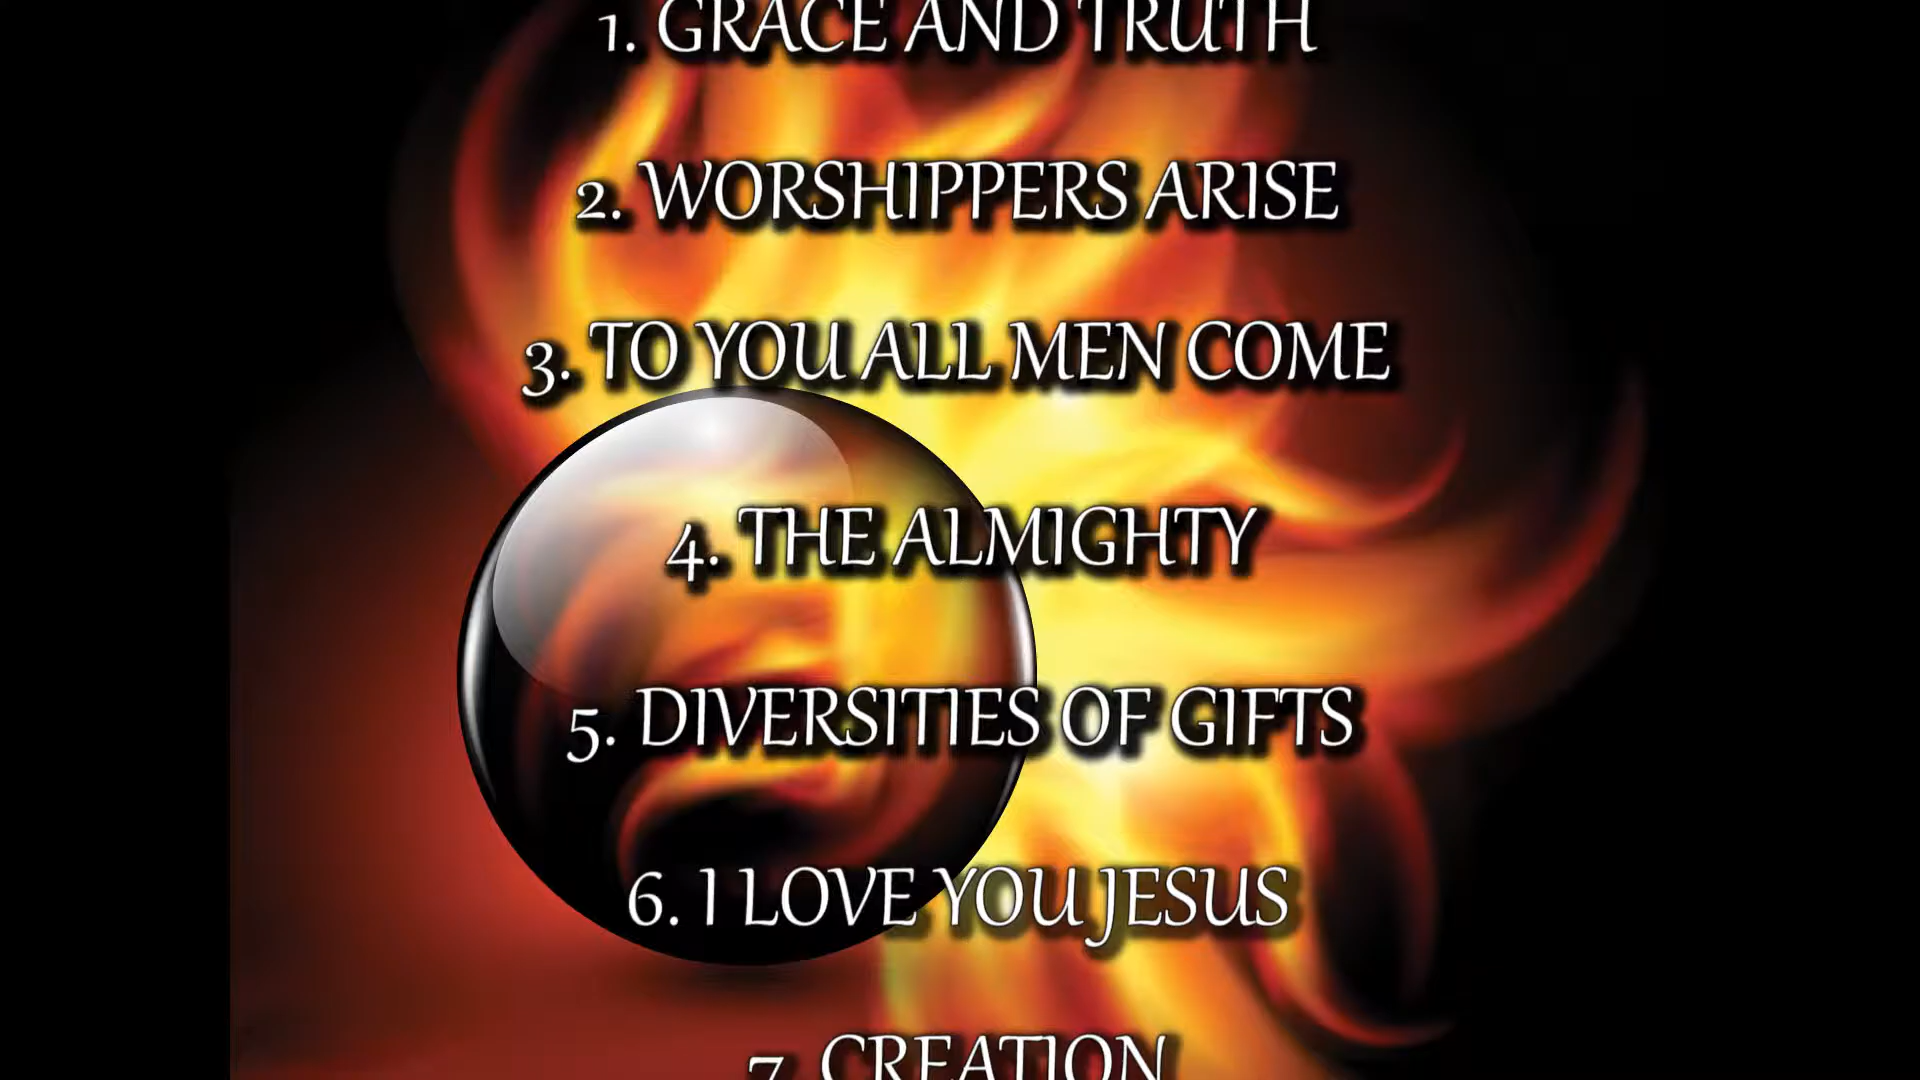 1. GRACE AND TRUTH
2. WORSHIPPERS ARISE
3. TO YOU ALL MEN COME
4. THE ALMIGHTY
5. DIVERSITIES OF GIFTS
6. I LOVE YOU JESUS
7. CREATION